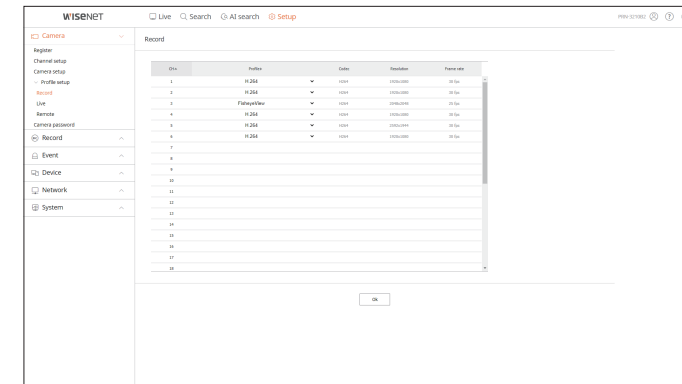 WISENET
Live Search AI search Setup
PRN-3210B2
Camera
Record
Register
Channel setup
Camera setup
Profile setup
Record
Live
Remote
Camera password
Record
Event
Device
Network
System
CH Profiles Codec Resolution Frame rate
1 H.264 H264 1920x1080 30 fps
2 H.264 H264 1920x1080 30 fps
3 FisheyeView H264 2048x2048 30 fps
4 H.264 H264 1920x1080 30 fps
5 H.264 H264 30 fps
6 H.264 H264 1920x1080 30 fps
7
8
9
10
11
12
13
14
15
16
17
18
Ok